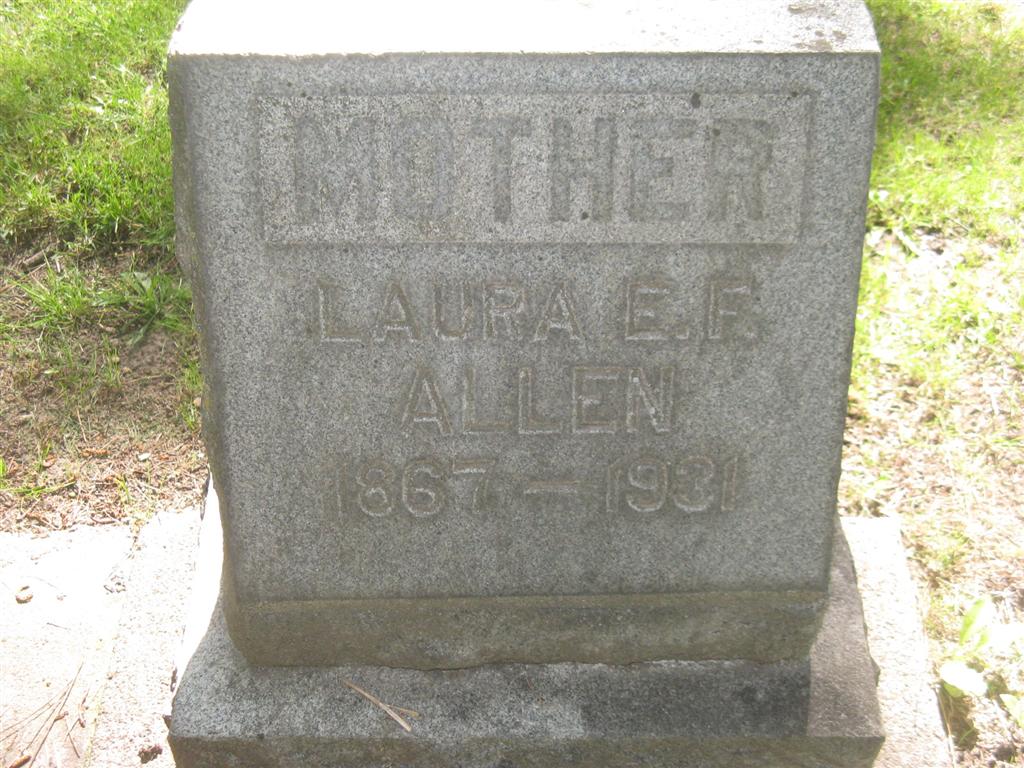 MOTHER
LAURA E. F.
ALLEN
1867 – 1931